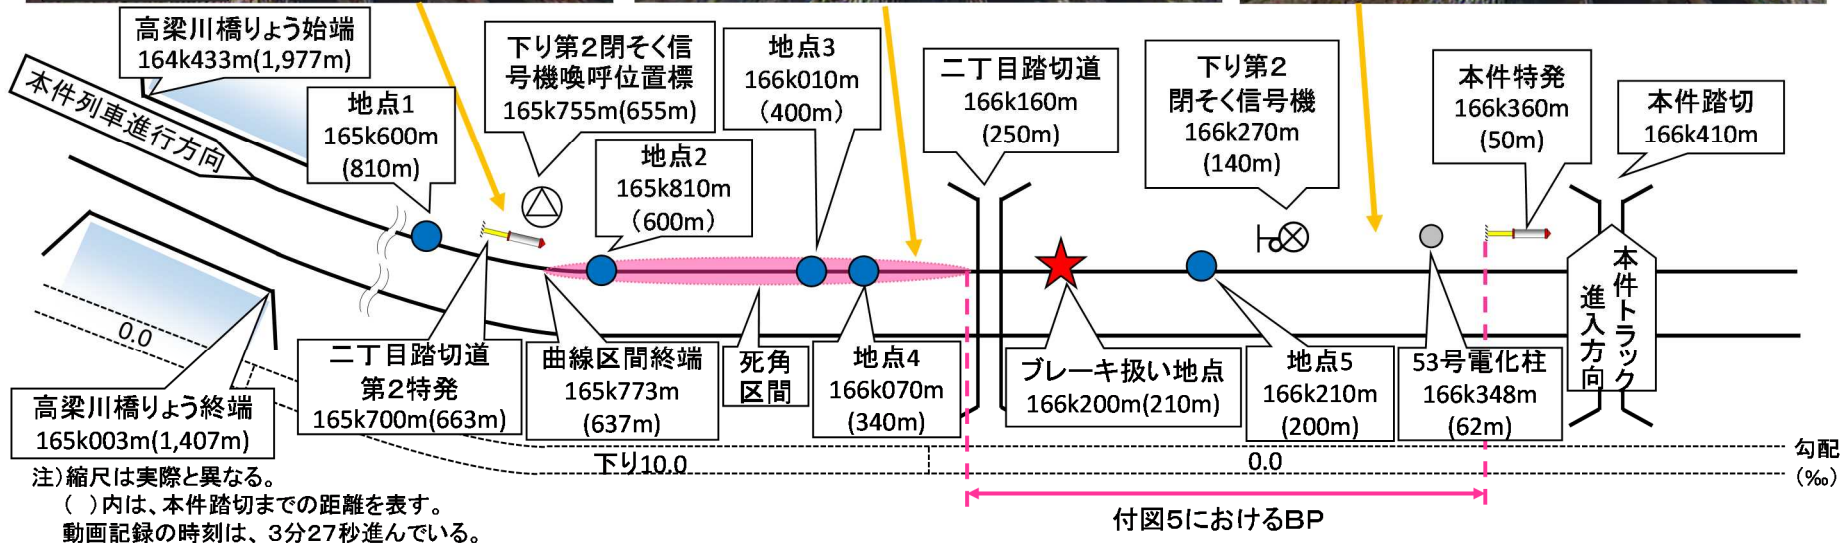 高梁川橋りょう始端
164k433m(1,977m)
本件列車進行方向
地点1
165k600m
(810m)
下り第2閉そく信
号機喚呼位置標
165k755m(655m)
地点2
165k810m
(600m)
地点3
166k010m
(400m)
二丁目踏切道
166k160m
(250m)
下り第2
閉そく信号機
166k270m
(140m)
本件特発
166k360m
(50m)
本件踏切
166k410m
0.0
高梁川橋りょう終端
165k003m(1,407m)
二丁目踏切道
第2特発
165k700m(663m)
曲線区間終端
165k773m
(637m)
死角
区間
地点4
166k070m
(340m)
ブレーキ扱い地点
166k200m(210m)
地点5
166k210m
(200m)
53号電化柱
166k348m
(62m)
本件トラック
進入方向
下り10.0
0.0
勾配
(‰)
付図5におけるBP
注)縮尺は実際と異なる。
( )内は、本件踏切までの距離を表す。
動画記録の時刻は、3分27秒進んでいる。